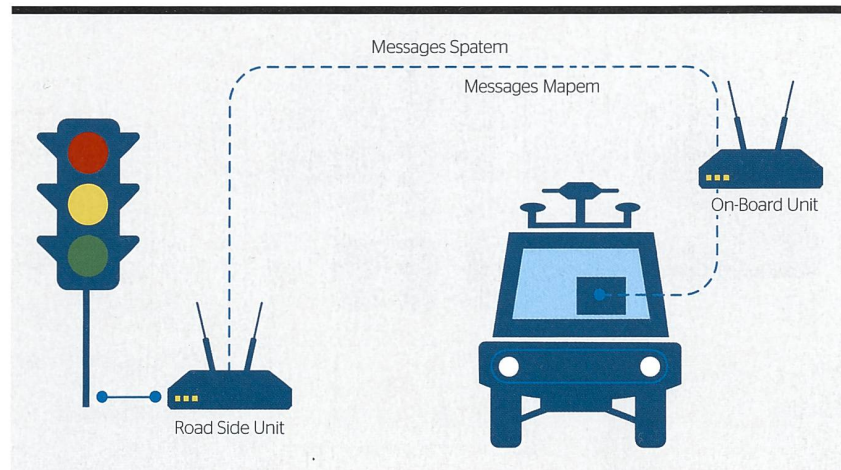 Messages Spatem
Messages Mapem
On-Board Unit
Road Side Unit